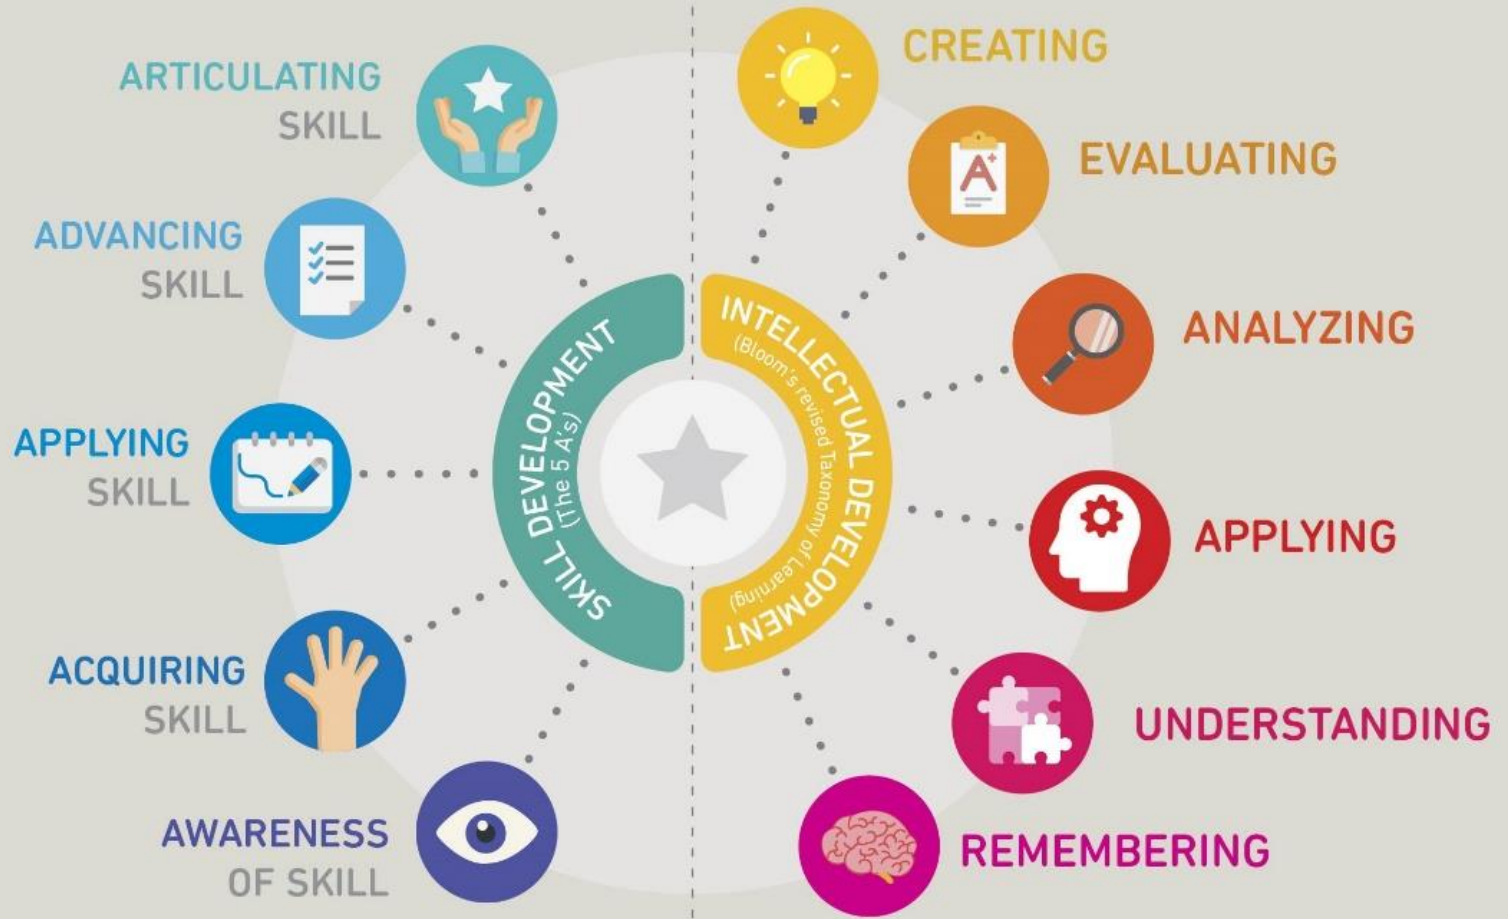 ARTICULATING
SKILL
ADVANCING
SKILL
APPLYING
SKILL
ACQUIRING
SKILL
AWARENESS
OF SKILL
SKILL DEVELOPMENT
(The 5 A's)
INTELLECTUAL DEVELOPMENT
(Bloom's revised Taxonomy of Learning)
CREATING
A+
EVALUATING
ANALYZING
APPLYING
UNDERSTANDING
REMEMBERING